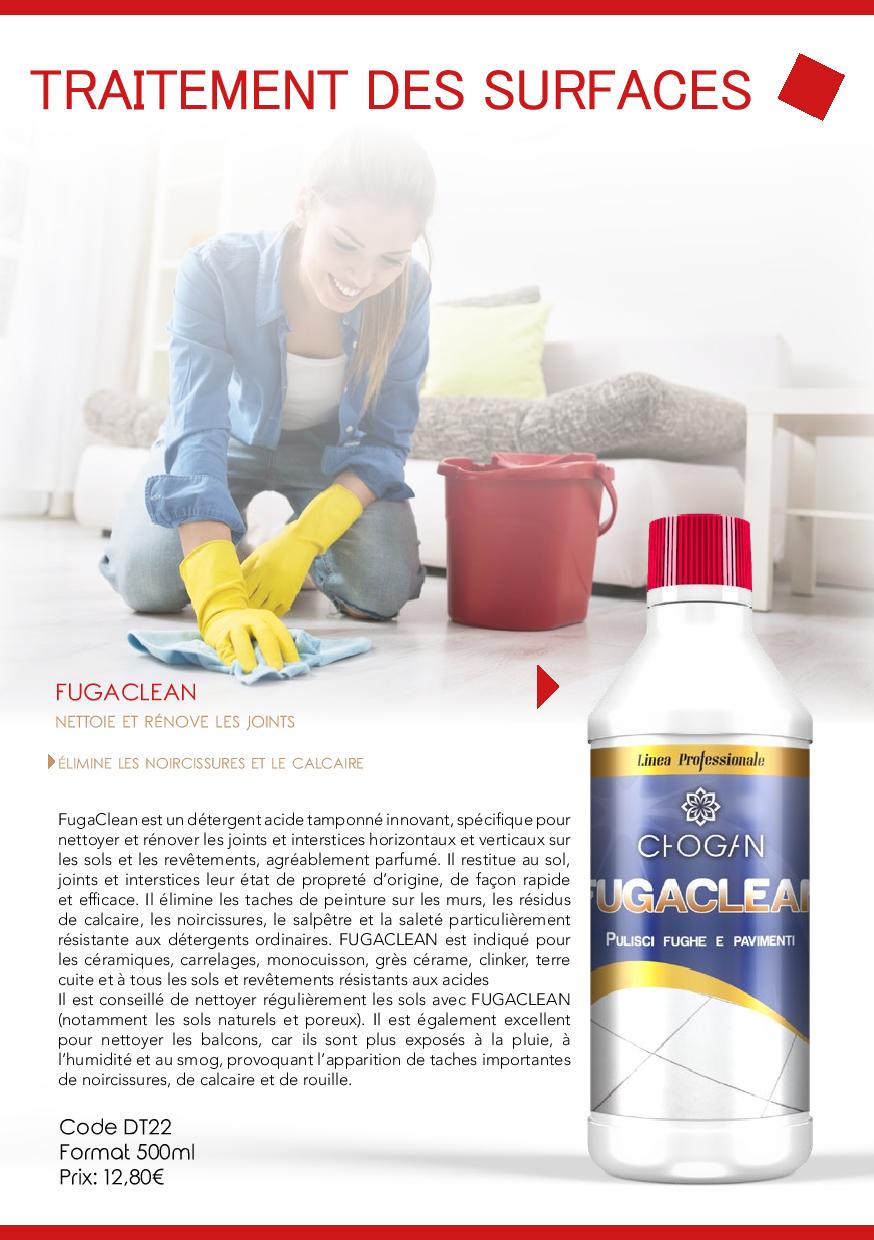 TRAITEMENT DES SURFACES
FUGACLEAN
NETTOIE ET RÉNOVE LES JOINTS
ÉLIMINE LES NOIRCISSURES ET LE CALCAIRE
FugaClean est un détergent acide tamponné innovant, spécifique pour
nettoyer et rénover les joints et interstices horizontaux et verticaux sur
les sols et les revêtements, agréablement parfumé. Il restitue au sol,
joints et interstices leur état de propreté d’origine, de façon rapide
et efficace. Il élimine les taches de peinture sur les murs, les résidus
de calcaire, les noircissures, le salpêtre et la saleté particulièrement
résistante aux détergents ordinaires. FUGACLEAN est indiqué pour
les céramiques, carrelages, monocuisson, grès cérame, clinker, terre
cuite et à tous les sols et revêtements résistants aux acides
Il est conseillé de nettoyer régulièrement les sols avec FUGACLEAN
(notamment les sols naturels et poreux). Il est également excellent
pour nettoyer les balcons, car ils sont plus exposés à la pluie, à
l’humidité et au smog, provoquant l’apparition de taches importantes
de noircissures, de calcaire et de rouille.
Code DT22
Format 500ml
Prix: 12,80€
Linea Professionale
CHOGAN
FUGACLEAN
PULISCI FUGHE E PAVIMENTI